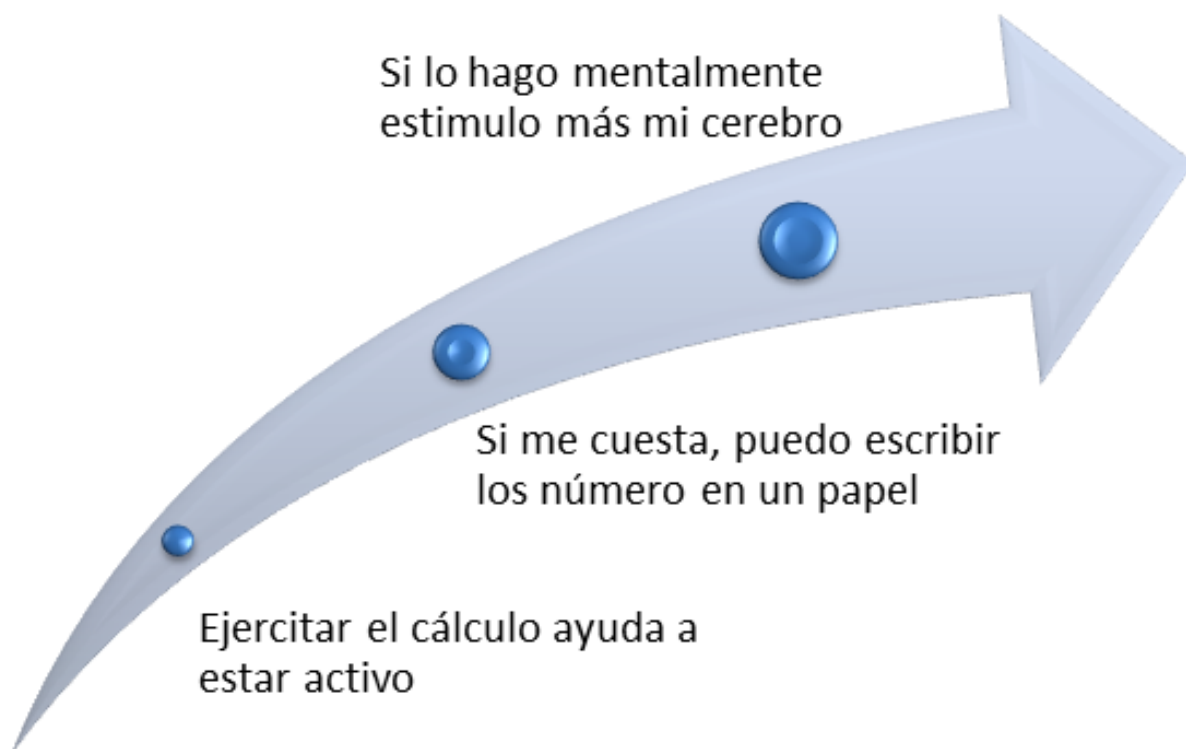 Si lo hago mentalmente
estimulo más mi cerebro
Si me cuesta, puedo escribir
los número en un papel
Ejercitar el cálculo ayuda a
estar activo